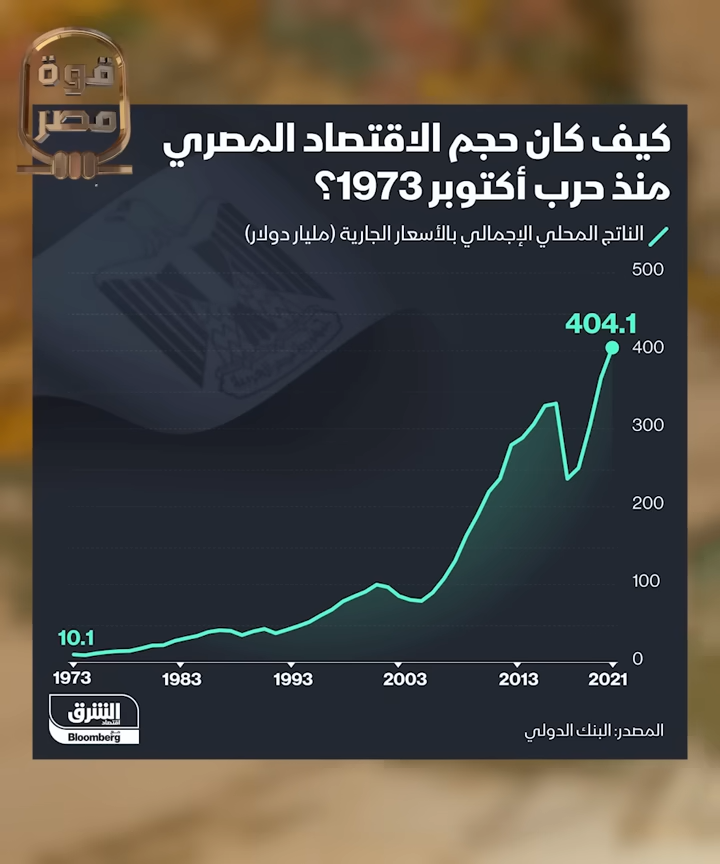 قوة
مصر
كيف كان حجم الاقتصاد المصري
منذ حرب أكتوبر 1973؟
الناتج المحلي الإجمالي بالأسعار الجارية (مليار دولار)
500
404.1
400
300
200
100
10.1
0
1973 1983 1993 2003 2013 2021
الشرق
اقتصاد
مع
Bloomberg
المصدر: البنك الدولي